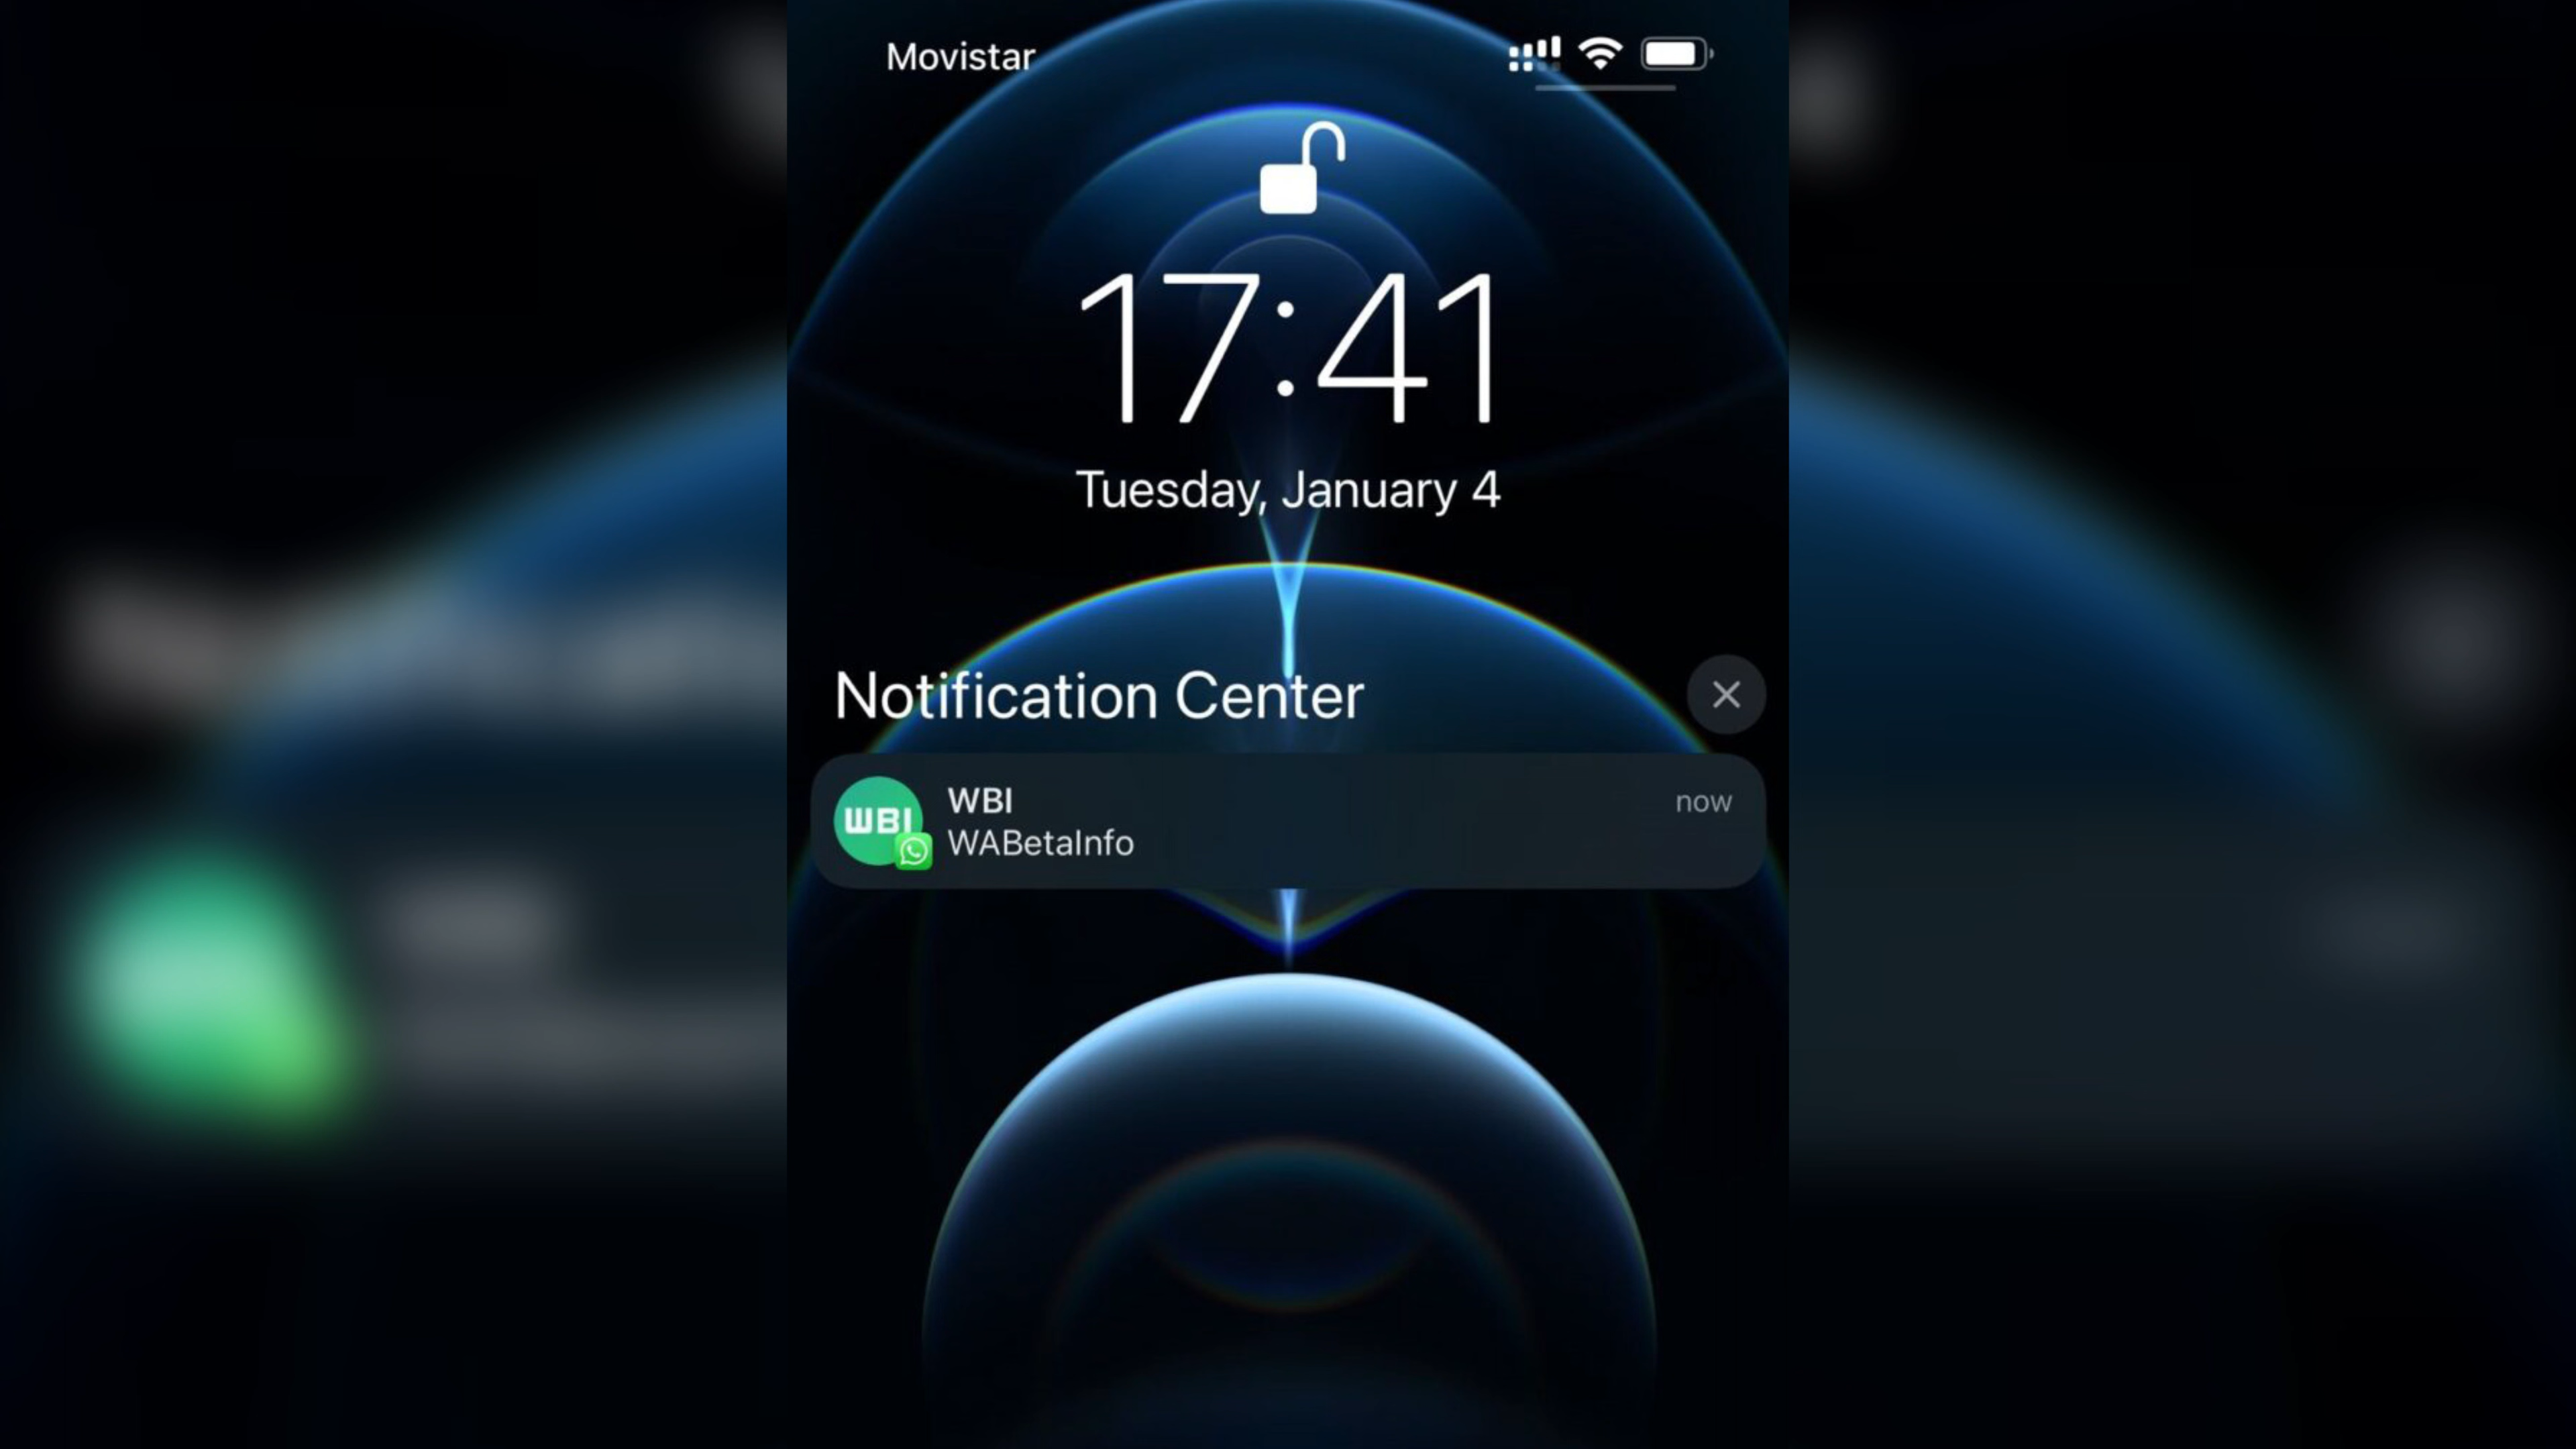 Movistar
17:41
Tuesday, January 4
Notification Center
WBI
WBI
now
WABetaInfo